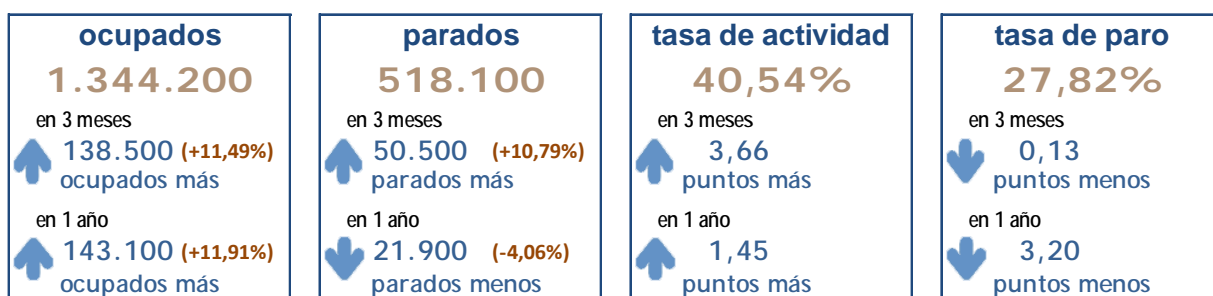 ocupados
1.344.200
en 3 meses
138.500 (+11,49%)
ocupados más
en 1 año
143.100 (+11,91%)
ocupados más
parados
518.100
en 3 meses
50.500 (+10,79%)
parados más
en 1 año
21.900 (-4,06%)
parados menos
tasa de actividad
40,54%
en 3 meses
3,66
puntos más
en 1 año
1,45
puntos más
tasa de paro
27,82%
en 3 meses
0,13
puntos menos
en 1 año
3,20
puntos menos